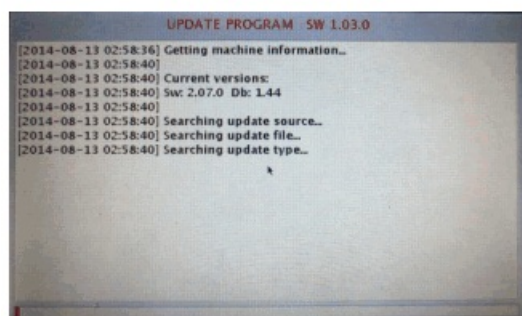 UPDATE PROGRAM SW 1.03.0
[2014-08-13 02:58:36] Getting machine information...
[2014-08-13 02:58:40]
[2014-08-13 02:58:40] Current versions:
[2014-08-13 02:58:40] Sw: 2.07.0 Db: 1.44
[2014-08-13 02:58:40]
[2014-08-13 02:58:40] Searching update source...
[2014-08-13 02:58:40] Searching update file...
[2014-08-13 02:58:40] Searching update type...